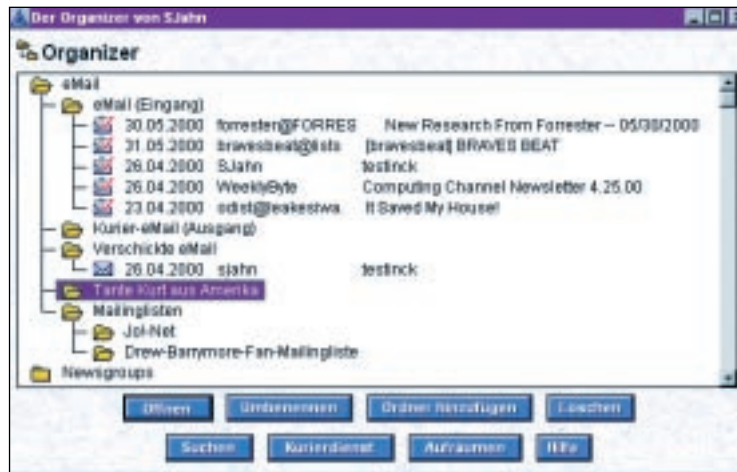 Der Organizer von SJahn
Organizer
eMail
eMail (Eingang)
30.05.2000 forrester@FORRES New Research From Forrester -- 05/30/2000
31.05.2000 bravesbeat@lists [bravesbeat] BRAVES BEAT
26.04.2000 SJahn testinck
26.04.2000 WeeklyByte Computing Channel Newsletter 4.25.00
23.04.2000 odist@leakestwa It Saved My House!
Kurier-eMail (Ausgang)
Verschickte eMail
26.04.2000 sjahn testinck
Tante Kurt aus Amerika
Mailinglisten
Jol-Net
Drew-Barrymore-Fan-Mailingliste
Newsgroups
Öffnen Umbenennen Ordner hinzufügen Löschen
Suchen Kurierdienst Aufräumen Hilfe